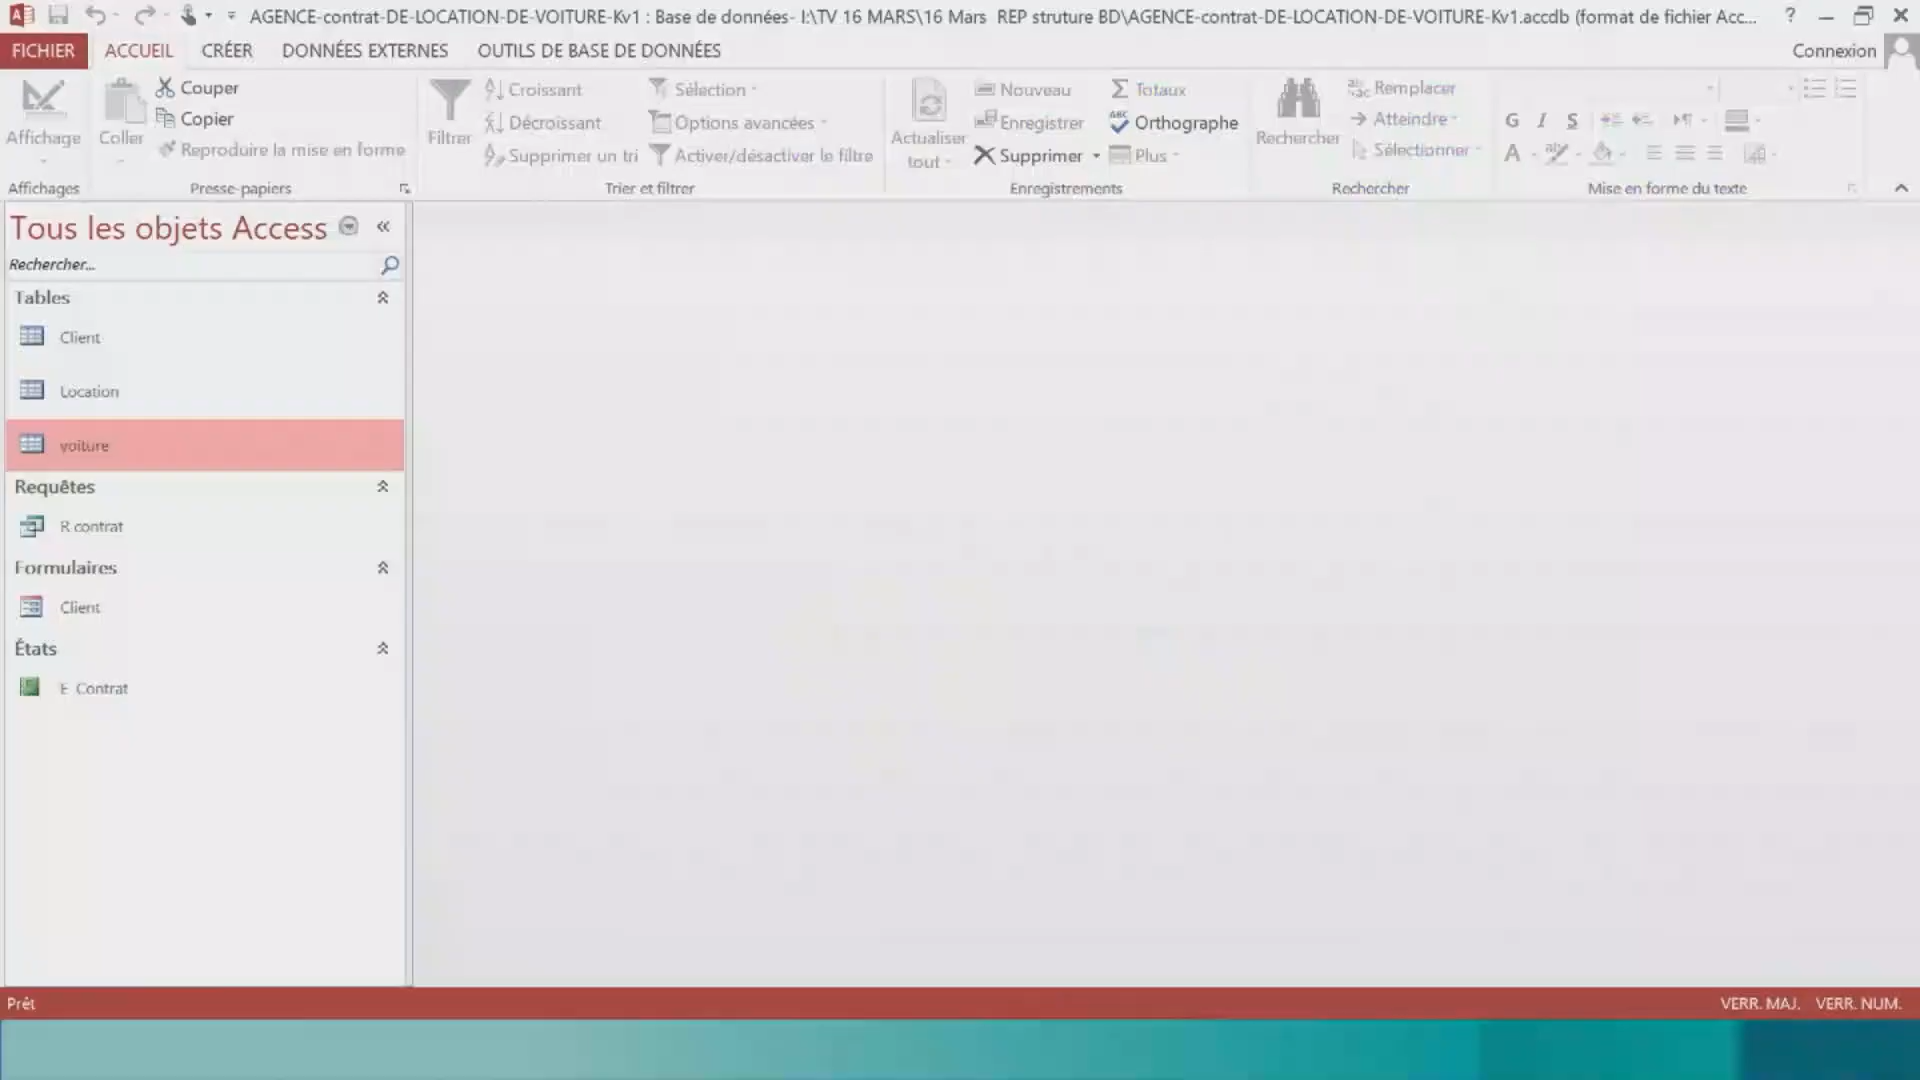 AGENCE-contrat-DE-LOCATION-DE-VOITURE-Kv1 : Base de données- I:\TV 16 MARS\16 Mars  REP struture BD\AGENCE-contrat-DE-LOCATION-DE-VOITURE-Kv1.accdb (format de fichier Acc... ?
FICHIER ACCUEIL CRÉER DONNÉES EXTERNES OUTILS DE BASE DE DONNÉES Connexion
Affichage
Affichages
Coller
Couper
Copier
Reproduire la mise en forme
Presse-papiers
Filtrer
Croissant
Décroissant
Supprimer un tri
Sélection
Options avancées
Activer/désactiver le filtre
Trier et filtrer
Actualiser
tout
Nouveau
Enregistrer
Supprimer
Totaux
Orthographe
Plus
Enregistrements
Rechercher
Remplacer
Atteindre
Sélectionner
Rechercher
G I S
A
Mise en forme du texte
Tous les objets Access
Rechercher...
Tables
Client
Location
voiture
Requêtes
R contrat
Formulaires
Client
États
E Contrat
Prêt
VERR. MAJ. VERR. NUM.